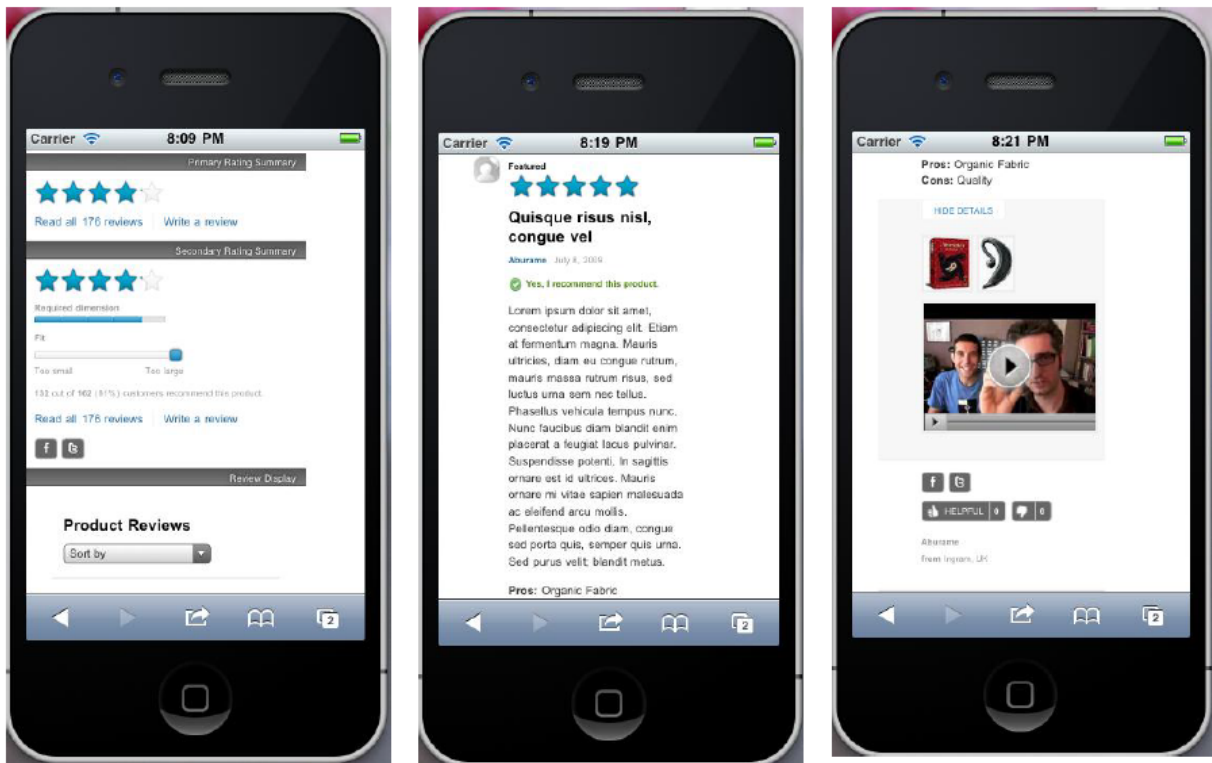 Carrier
8:09 PM
Primary Rating Summary
Read all 176 reviews
Write a review
Secondary Rating Summary
Required dimension
Fit
Too small
Too large
out of 162 ( ) customers recommend this product.
Read all 176 reviews
Write a review
Review Display
Product Reviews
Sort by
2
Carrier
8:19 PM
Featured
Quisque risus nisl,
congue vel
Aburame July 8, 2009
Yes, I recommend this product.
Lorem ipsum dolor sit amet,
consectetur adipiscing elit. Etiam
at fermentum magna. Mauris
ultricies, diam eu congue rutrum,
mauris massa rutrum risus, sed
luctus urna sem nec tellus.
Phasellus vehicula tempus nunc.
Nunc faucibus diam blandit enim
placerat a feugiat lacus pulvinar.
Suspendisse potenti. In sagittis
ornare est id ultrices. Mauris
ornare mi vitae sapien malesuada
ac eleifend arcu mollis.
Pellentesque odio diam, congue
sed porta quis, semper quis urna.
Sed purus velit, blandit metus.
Pros: Organic Fabric
2
Carrier
8:21 PM
Pros: Organic Fabric
Cons: Quality
HIDE DETAILS
HELPFUL 0
0
Aburame
from Ingram, UK
2